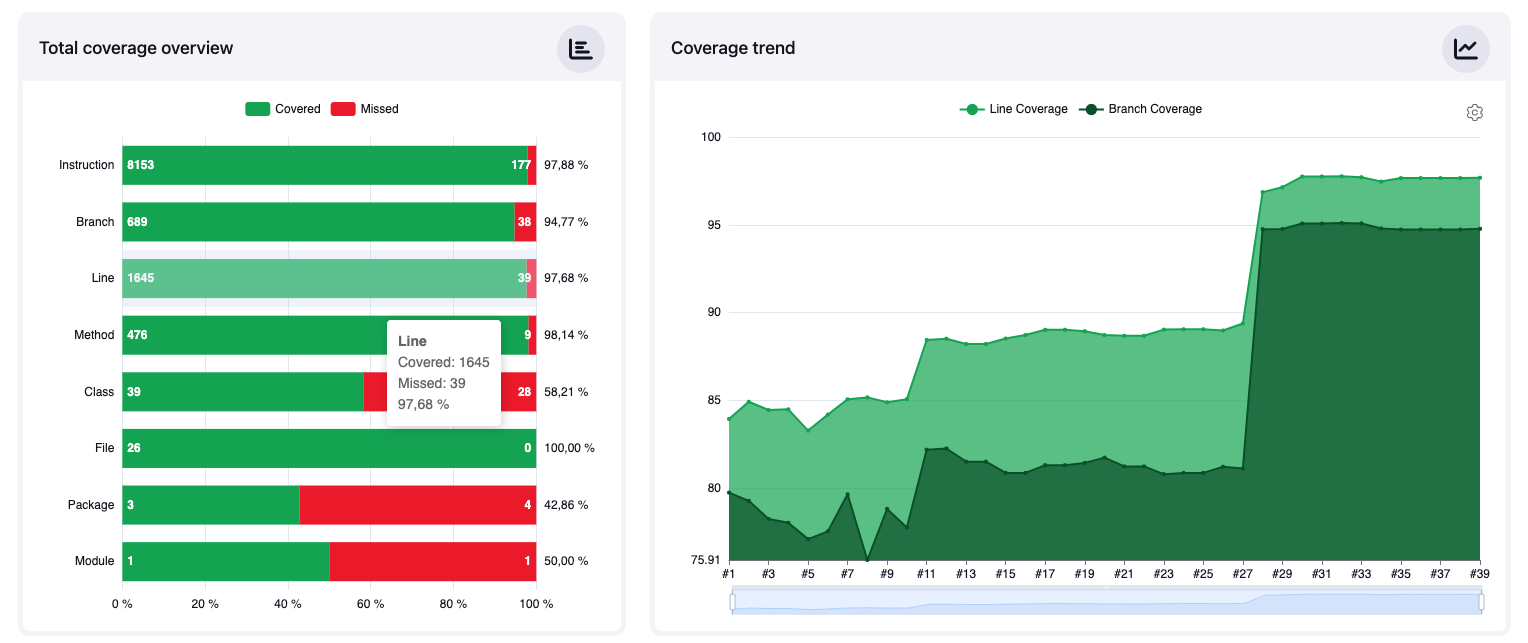 Total coverage overview
Covered Missed
Instruction 8153 177 97,88 %
Branch 689 38 94,77 %
Line 1645 39 97,68 %
Method 476 9 98,14 %
Class 39 28 58,21 %
File 26 0 100,00 %
Package 3 4 42,86 %
Module 1 1 50,00 %
0 % 20 % 40 % 60 % 80 % 100 %
Line
Covered: 1645
Missed: 39
97,68 %
Coverage trend
Line Coverage Branch Coverage
100
95
90
85
80
75.91
#1 #3 #5 #7 #9 #11 #13 #15 #17 #19 #21 #23 #25 #27 #29 #31 #33 #35 #37 #39